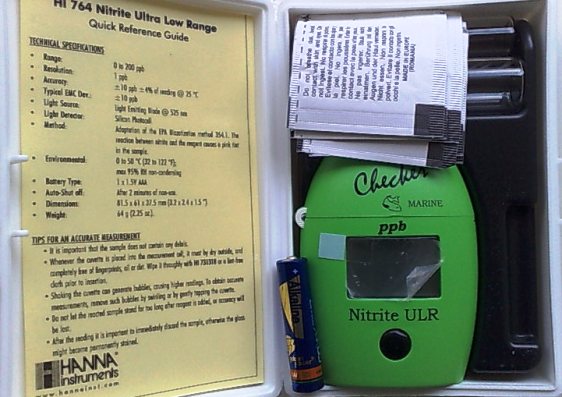 HI 764 Nitrite Ultra Low Range
Quick Reference Guide
TECHNICAL SPECIFICATIONS
• Range: 0 to 200 ppb
• Resolution: 1 ppb
• Accuracy: ±10 ppb ±4% of reading @ 25 °C
• Typical EMC Dev.: ±10 ppb
• Light Source: Light Emitting Diode @ 525 nm
• Light Detector: Silicon Photocell
• Method: Adaptation of the EPA Diazotization method 354.1. The
reaction between nitrite and the reagent causes a pink tint
in the sample.
• Environmental: 0 to 50 °C (32 to 122 °F);
max 95% RH non-condensing
• Battery Type: 1 x 1.5V AAA
• Auto-Shut off: After 2 minutes of non-use.
• Dimensions: 81.5 x 61 x 37.5 mm (3.2 x 2.4 x 1.5 ")
• Weight: 64 g (2.25 oz.).
TIPS FOR AN ACCURATE MEASUREMENT
• It is important that the sample does not contain any debris.
• Whenever the cuvette is placed into the measurement cell, it must be dry outside, and
completely free of fingerprints, oil or dirt. Wipe it thoroughly with HI 731318 or a lint-free
cloth prior to insertion.
• Shaking the cuvette can generate bubbles, causing higher readings. To obtain accurate
measurements, remove such bubbles by swirling or by gently tapping the cuvette.
• Do not let the reacted sample stand for too long after reagent is added, or accuracy will
be lost.
• After the reading it is important to immediately discard the sample, otherwise the glass
might become permanently stained.
HANNA
instruments
www.hannainst.com
MADE IN EUROPE
(ROMANIA)
Checker
MARINE
ppb
Nitrite ULR
VARTA